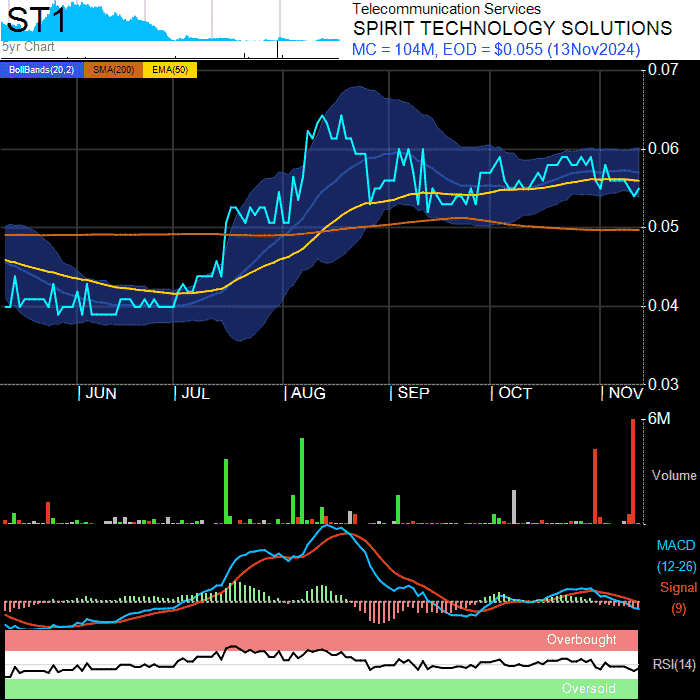 ST1
5yr Chart
Telecommunication Services
SPIRIT TECHNOLOGY SOLUTIONS
MC = 104M, EOD = $0.055 (13Nov2024)
BollBands(20,2) SMA(200) EMA(50)
0.07
0.06
0.05
0.04
0.03
| JUN | JUL | AUG | SEP | OCT | NOV
6M
Volume
MACD
(12-26)
Signal
(9)
Overbought
RSI(14)
Oversold